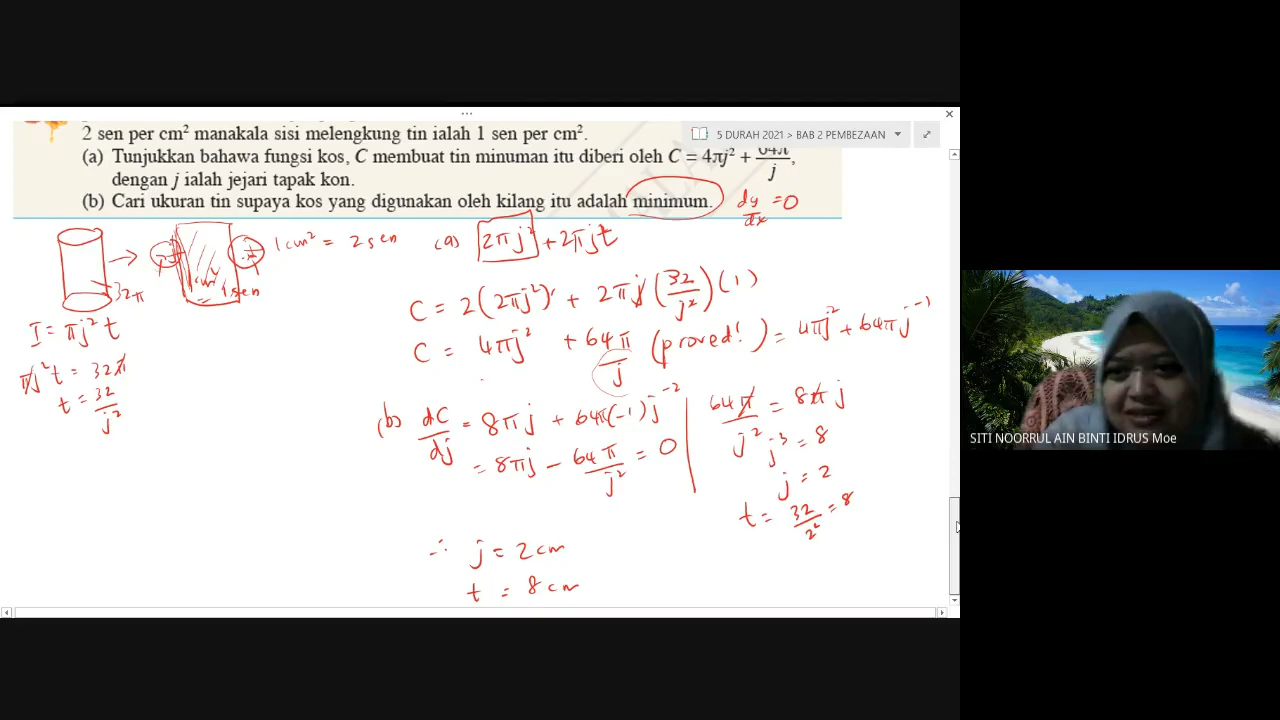 5 DURAH 2021 > BAB 2 PEMBEZAAN
2 sen per cm² manakala sisi melengkung tin ialah 1 sen per cm².
(a) Tunjukkan bahawa fungsi kos, C membuat tin minuman itu diberi oleh C = 4πj² + 64π/j,
dengan j ialah jejari tapak kon.
(b) Cari ukuran tin supaya kos yang digunakan oleh kilang itu adalah minimum.
dy/dx = 0
1 cm² = 2 sen
1 sen
32π
I = πj² t
πj² t = 32π
t = 32/j²
(a) 2πj² + 2πjt
C = 2(2πj²) + 2πj (32/j²)(1)
C = 4πj² + 64π/j (proved!) = 4πj² + 64πj⁻¹
(b) dC/dj = 8πj + 64π(-1)j⁻²
= 8πj - 64π/j² = 0
64π/j² = 8πj
j³ = 8
j = 2
t = 32/2² = 8
∴ j = 2 cm
t = 8 cm
SITI NOORRUL AIN BINTI IDRUS Moe